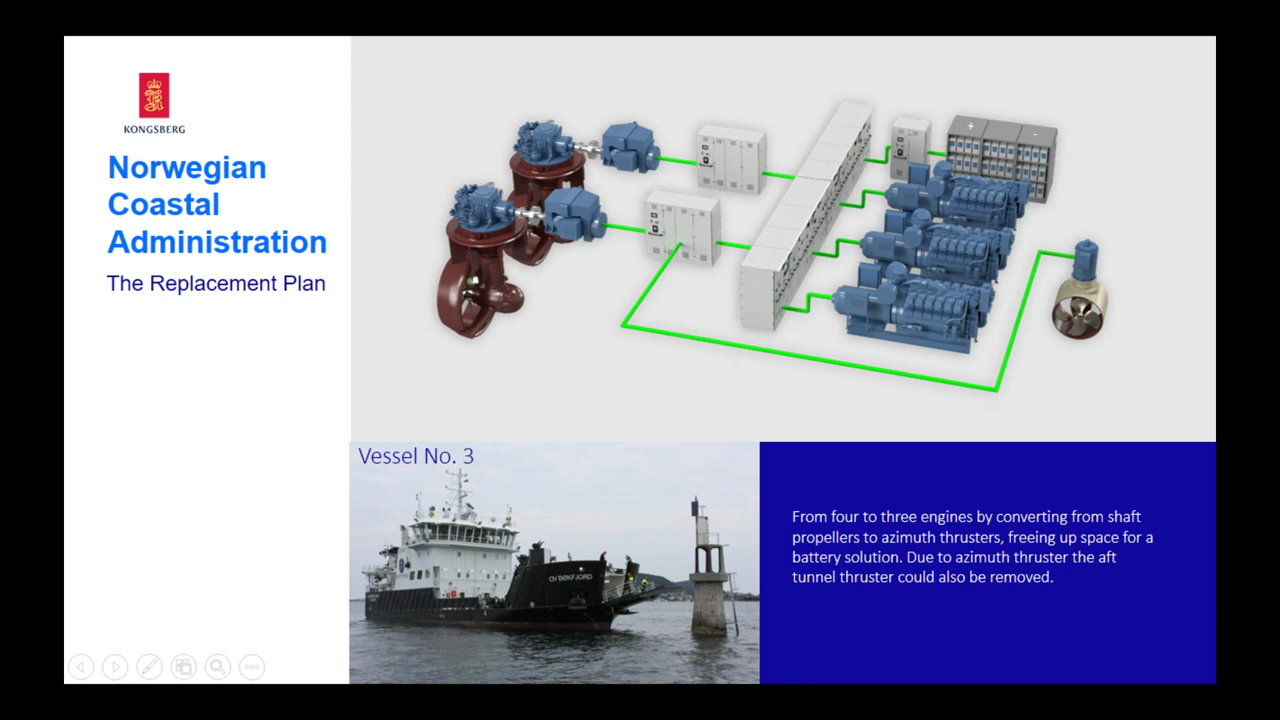 KONGSBERG
Norwegian
Coastal
Administration
The Replacement Plan
+
-
Vessel No. 3
OV BØKFJORD
From four to three engines by converting from shaft
propellers to azimuth thrusters, freeing up space for a
battery solution. Due to azimuth thruster the aft
tunnel thruster could also be removed.